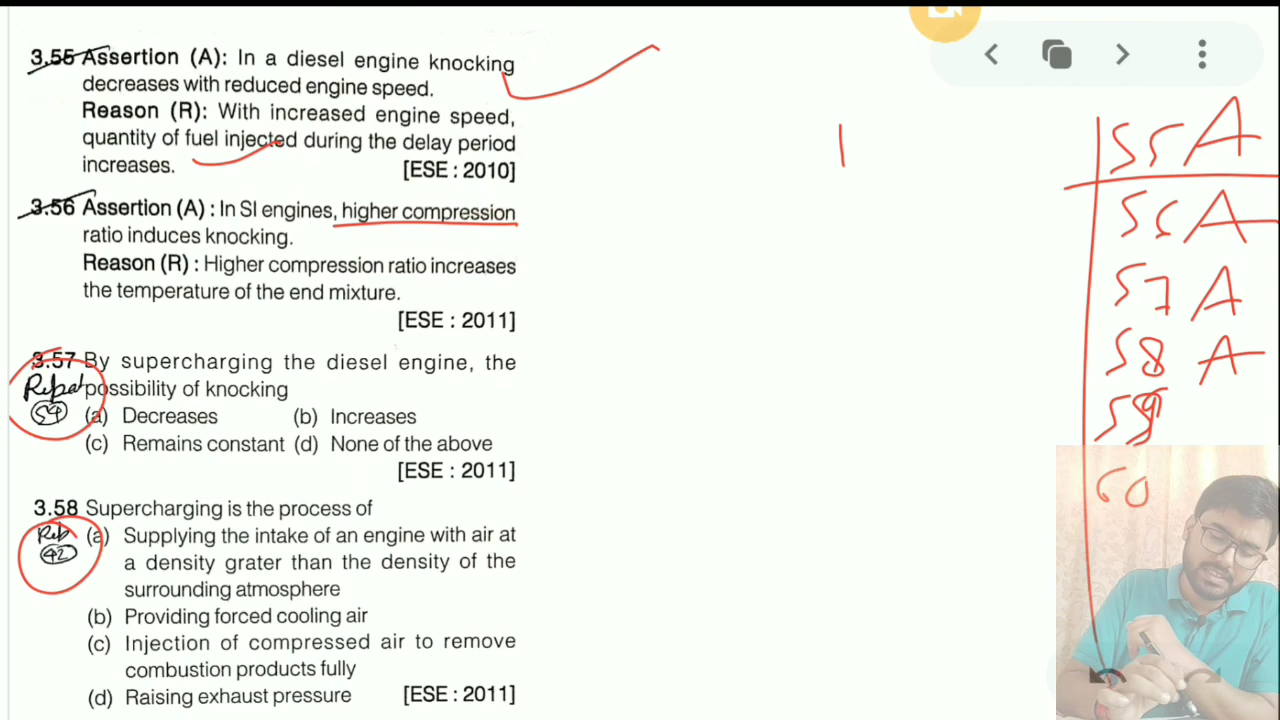 3.55 Assertion (A): In a diesel engine knocking
decreases with reduced engine speed.
Reason (R): With increased engine speed,
quantity of fuel injected during the delay period
increases. [ESE : 2010]
3.56 Assertion (A) : In SI engines, higher compression
ratio induces knocking.
Reason (R) : Higher compression ratio increases
the temperature of the end mixture.
[ESE : 2011]
3.57 By supercharging the diesel engine, the
possibility of knocking
(a) Decreases (b) Increases
(c) Remains constant (d) None of the above
[ESE : 2011]
3.58 Supercharging is the process of
(a) Supplying the intake of an engine with air at
a density grater than the density of the
surrounding atmosphere
(b) Providing forced cooling air
(c) Injection of compressed air to remove
combustion products fully
(d) Raising exhaust pressure [ESE : 2011]
Rep
42
55 A
56 A
57 A
58 A
59
60